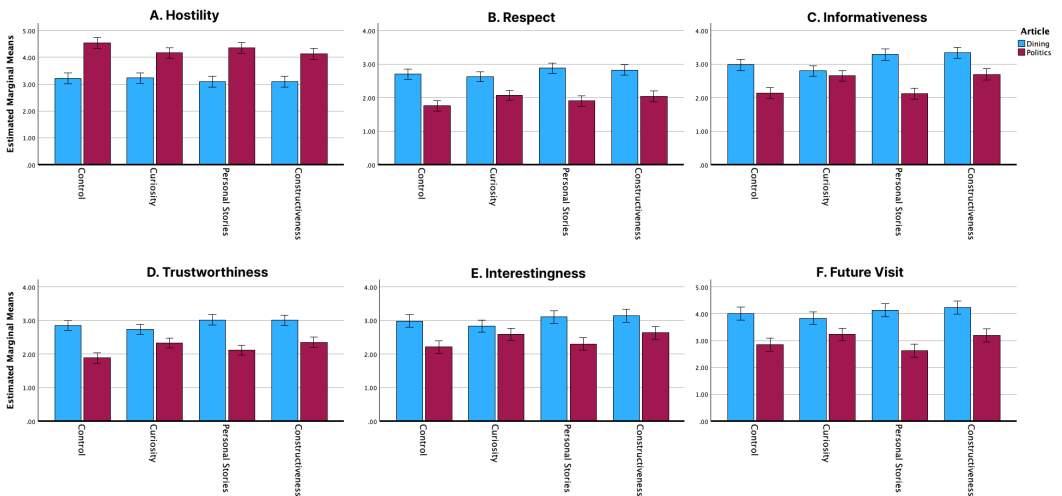 A. Hostility
Estimated Marginal Means
5.00
4.00
3.00
2.00
1.00
.00
Control
Curiosity
Personal Stories
Constructiveness
B. Respect
4.00
3.00
2.00
1.00
.00
Control
Curiosity
Personal Stories
Constructiveness
C. Informativeness
4.00
3.00
2.00
1.00
.00
Control
Curiosity
Personal Stories
Constructiveness
Article
Dining
Politics
D. Trustworthiness
Estimated Marginal Means
4.00
3.00
2.00
1.00
.00
Control
Curiosity
Personal Stories
Constructiveness
E. Interestingness
4.00
3.00
2.00
1.00
.00
Control
Curiosity
Personal Stories
Constructiveness
F. Future Visit
5.00
4.00
3.00
2.00
1.00
.00
Control
Curiosity
Personal Stories
Constructiveness